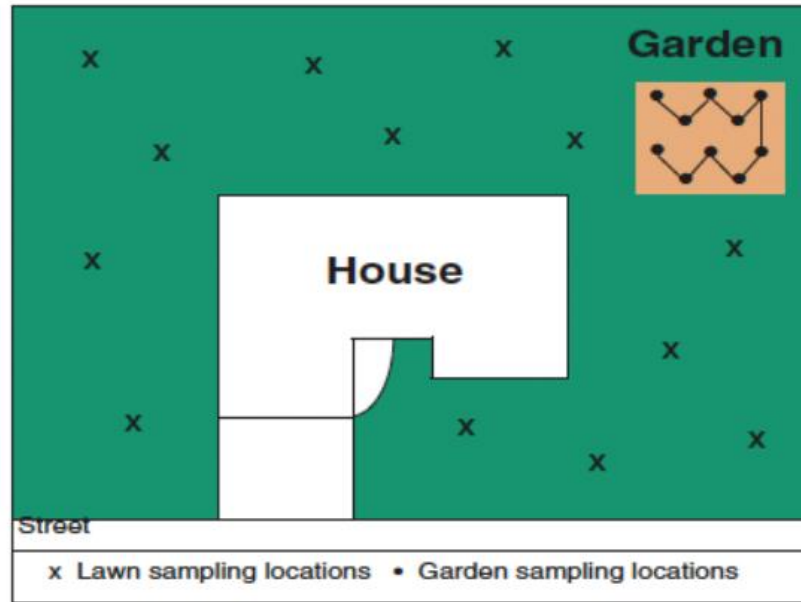 Garden
House
Street
x Lawn sampling locations • Garden sampling locations